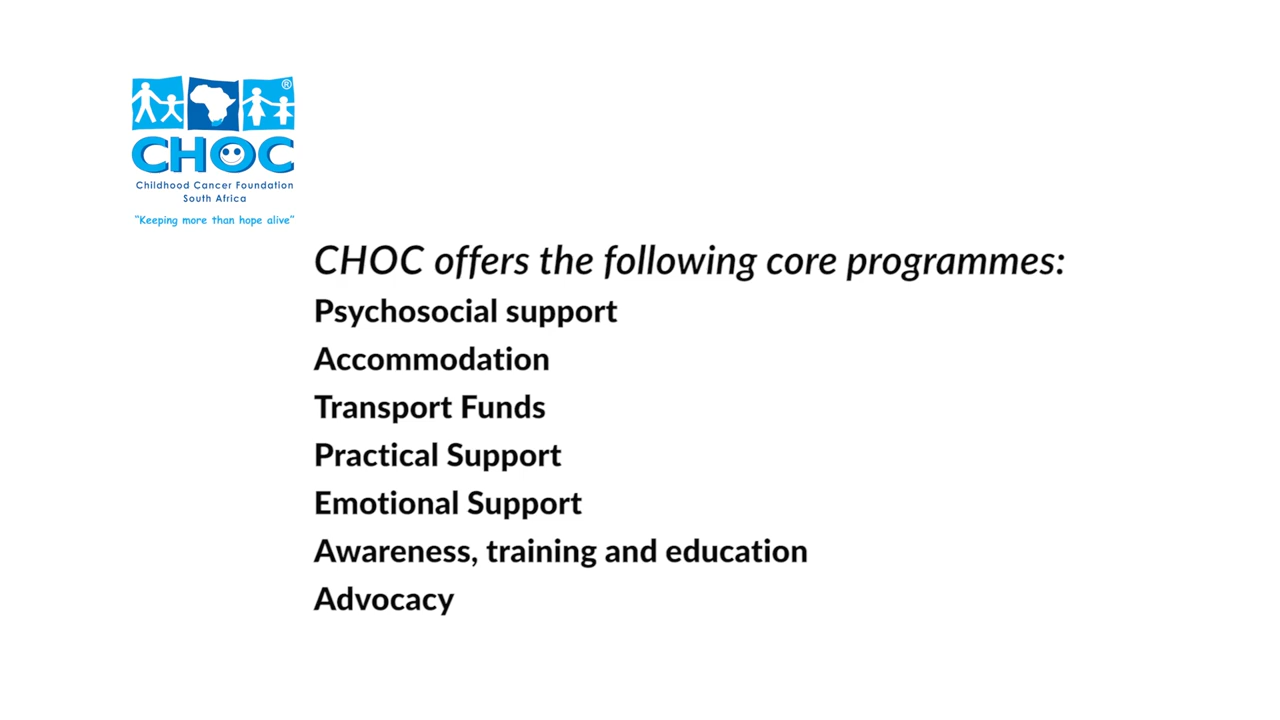 ®
CHOC
Childhood Cancer Foundation
South Africa
"Keeping more than hope alive"
CHOC offers the following core programmes:
Psychosocial support
Accommodation
Transport Funds
Practical Support
Emotional Support
Awareness, training and education
Advocacy